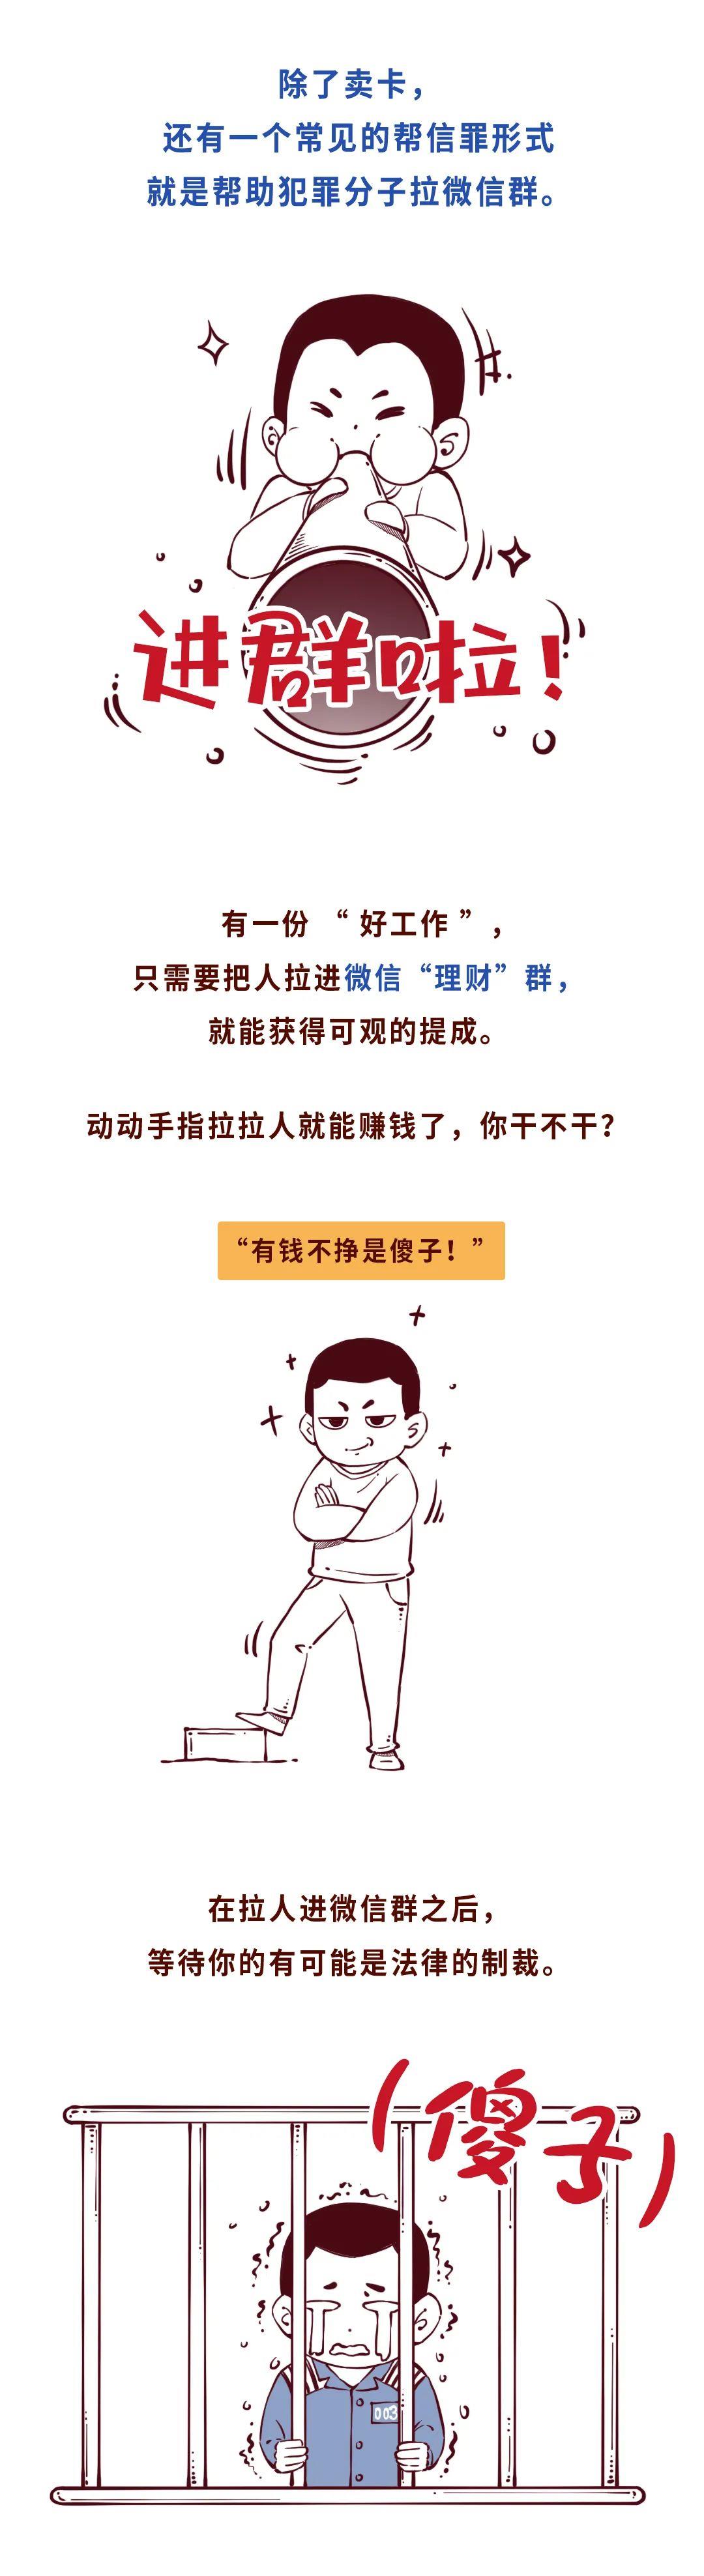 除了卖卡，
还有一个常见的帮信罪形式
就是帮助犯罪分子拉微信群。
进群啦！
有一份 “ 好工作 ”，
只需要把人拉进微信“理财”群，
就能获得可观的提成。
动动手指拉拉人就能赚钱了，你干不干？
“有钱不挣是傻子！”
在拉人进微信群之后，
等待你的有可能是法律的制裁。
（傻子）
003